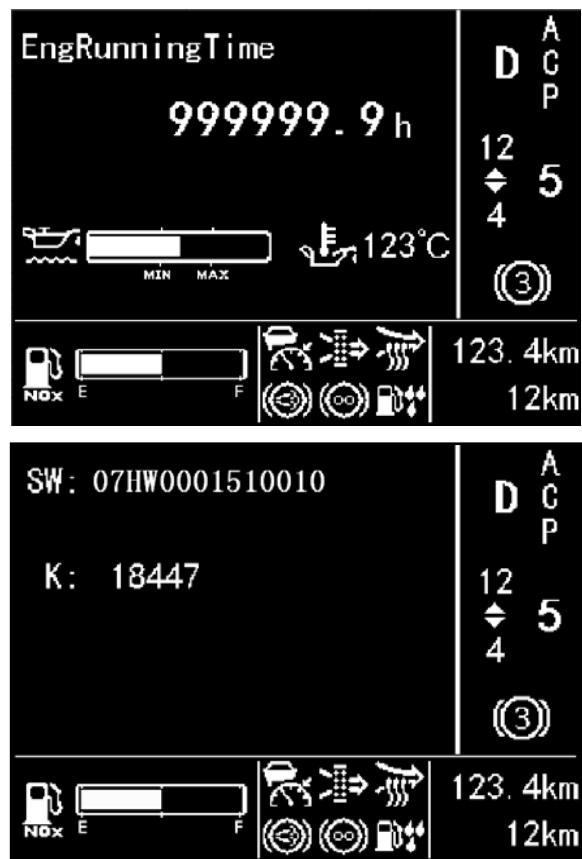 EngRunningTime
999999.9h
MIN MAX
123°C
D
A
C
P
12
5
4
3
NOx
E F
123.4km
12km
SW: 07HW0001510010
K: 18447
D
A
C
P
12
5
4
3
NOx
E F
123.4km
12km